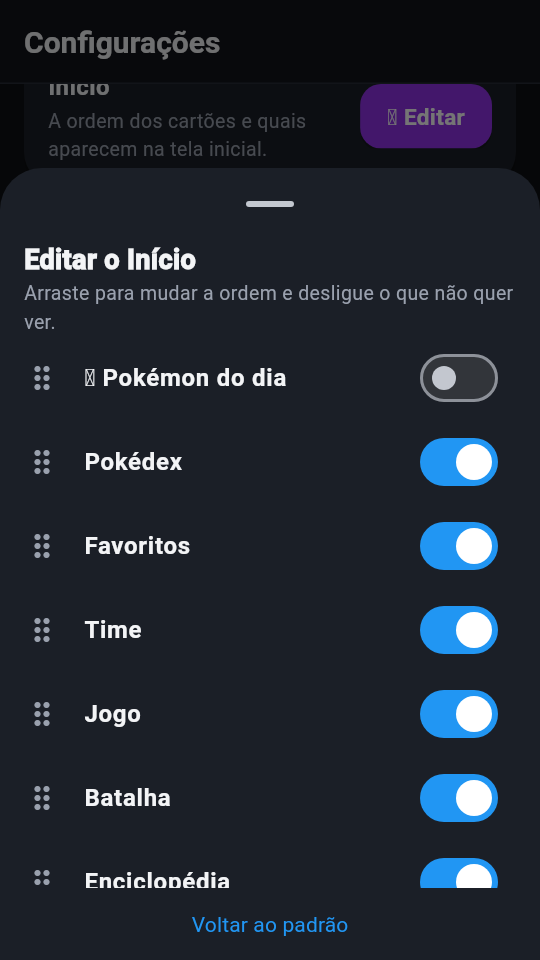 Configurações
Início
A ordem dos cartões e quais
aparecem na tela inicial.
Editar
Editar o Início
Arraste para mudar a ordem e desligue o que não quer
ver.
Pokémon do dia
Pokédex
Favoritos
Time
Jogo
Batalha
Enciclopédia
Voltar ao padrão